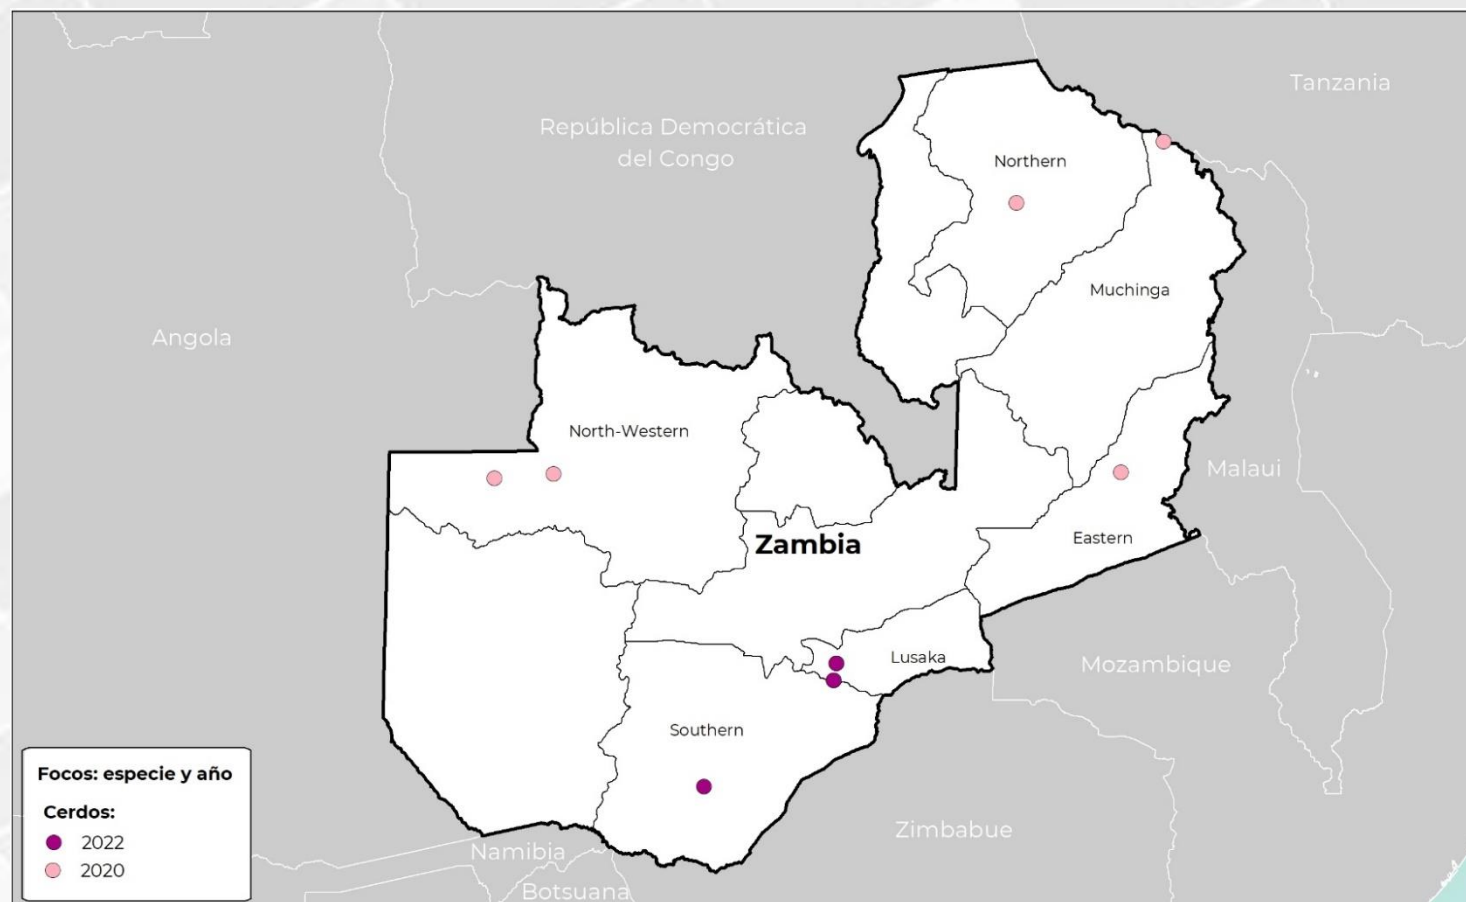 Tanzania
República Democrática
del Congo
Northern
Muchinga
Angola
North-Western
Malaui
Zambia
Eastern
Lusaka
Mozambique
Southern
Focos: especie y año
Cerdos:
2022
2020
Zimbabue
Namibia
Botsuana